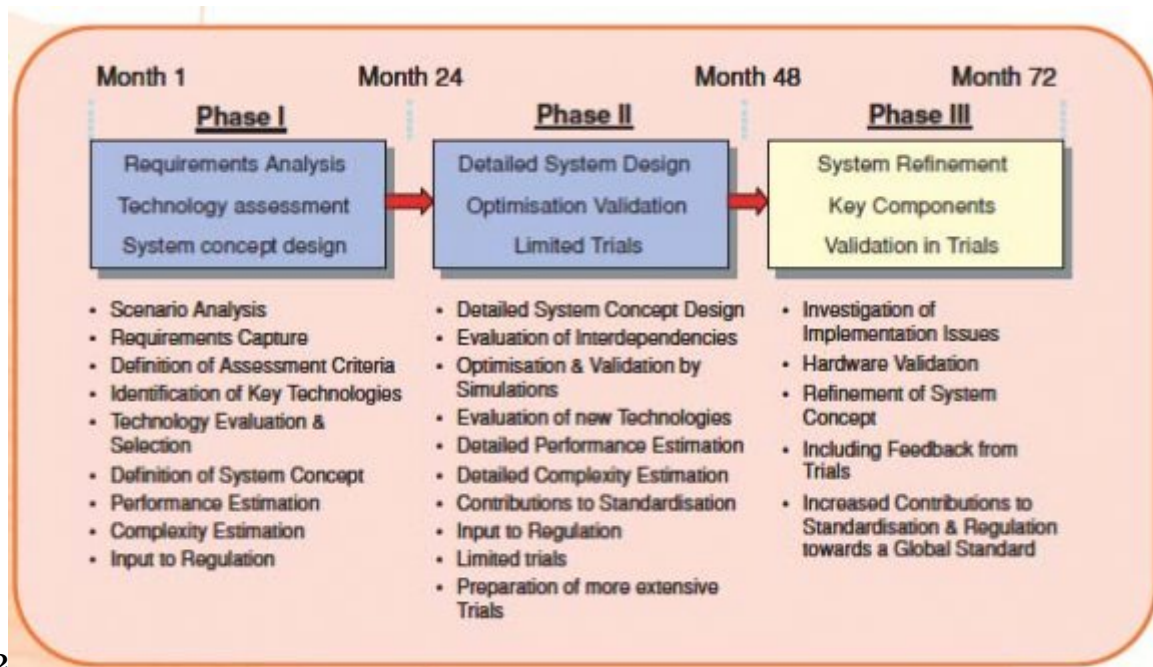 Month 1 Month 24 Month 48 Month 72
Phase I
Requirements Analysis
Technology assessment
System concept design
• Scenario Analysis
• Requirements Capture
• Definition of Assessment Criteria
• Identification of Key Technologies
• Technology Evaluation &
Selection
• Definition of System Concept
• Performance Estimation
• Complexity Estimation
• Input to Regulation
Phase II
Detailed System Design
Optimisation Validation
Limited Trials
• Detailed System Concept Design
• Evaluation of Interdependencies
• Optimisation & Validation by
Simulations
• Evaluation of new Technologies
• Detailed Performance Estimation
• Detailed Complexity Estimation
• Contributions to Standardisation
• Input to Regulation
• Limited trials
• Preparation of more extensive
Trials
Phase III
System Refinement
Key Components
Validation in Trials
• Investigation of
Implementation Issues
• Hardware Validation
• Refinement of System
Concept
• Including Feedback from
Trials
• Increased Contributions to
Standardisation & Regulation
towards a Global Standard